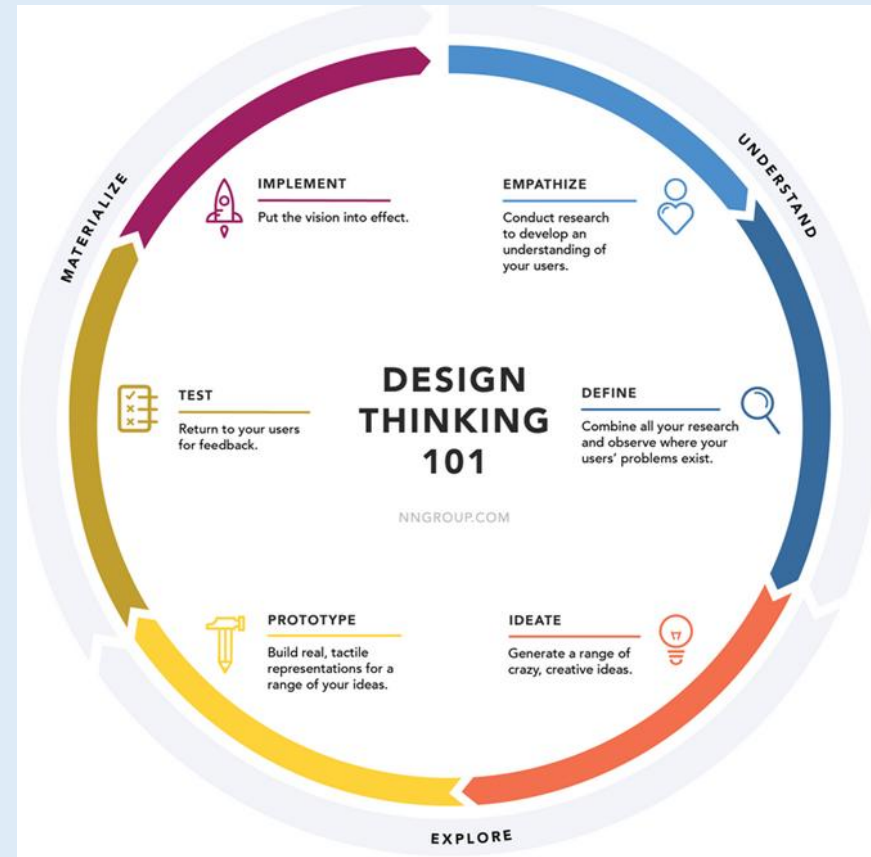 UNDERSTAND
EMPATHIZE
Conduct research
to develop an
understanding of
your users.
DEFINE
Combine all your research
and observe where your
users' problems exist.
IDEATE
Generate a range of
crazy, creative ideas.
EXPLORE
PROTOTYPE
Build real, tactile
representations for a
range of your ideas.
TEST
Return to your users
for feedback.
MATERIALIZE
IMPLEMENT
Put the vision into effect.
DESIGN
THINKING
101
NNGROUP.COM